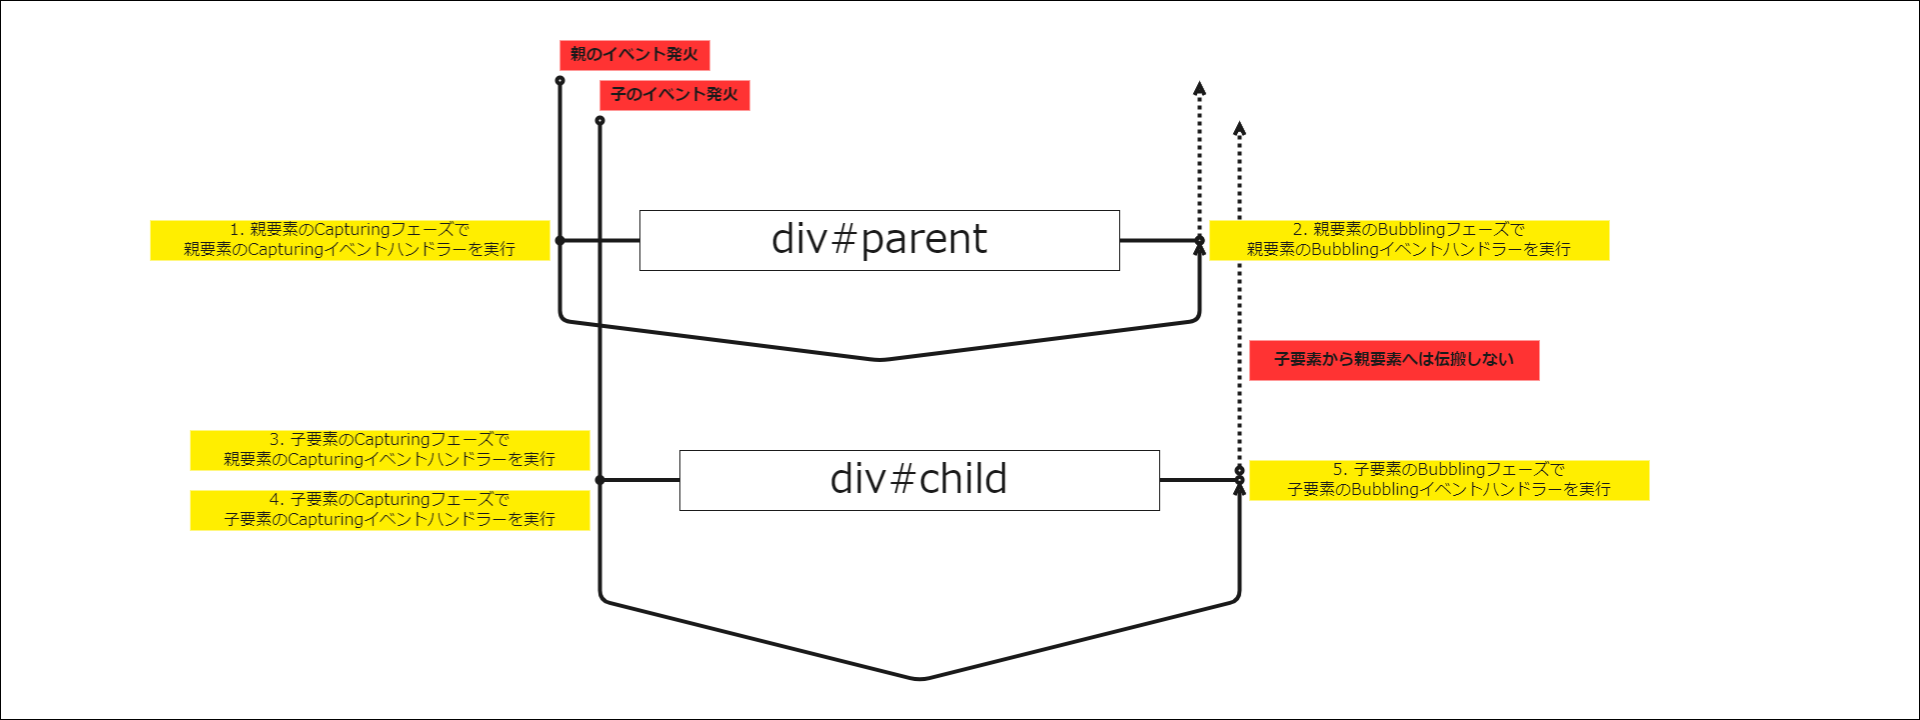 親のイベント発火
子のイベント発火
1. 親要素のCapturingフェーズで
親要素のCapturingイベントハンドラーを実行
div#parent
2. 親要素のBubblingフェーズで
親要素のBubblingイベントハンドラーを実行
子要素から親要素へは伝搬しない
3. 子要素のCapturingフェーズで
親要素のCapturingイベントハンドラーを実行
4. 子要素のCapturingフェーズで
子要素のCapturingイベントハンドラーを実行
div#child
5. 子要素のBubblingフェーズで
子要素のBubblingイベントハンドラーを実行